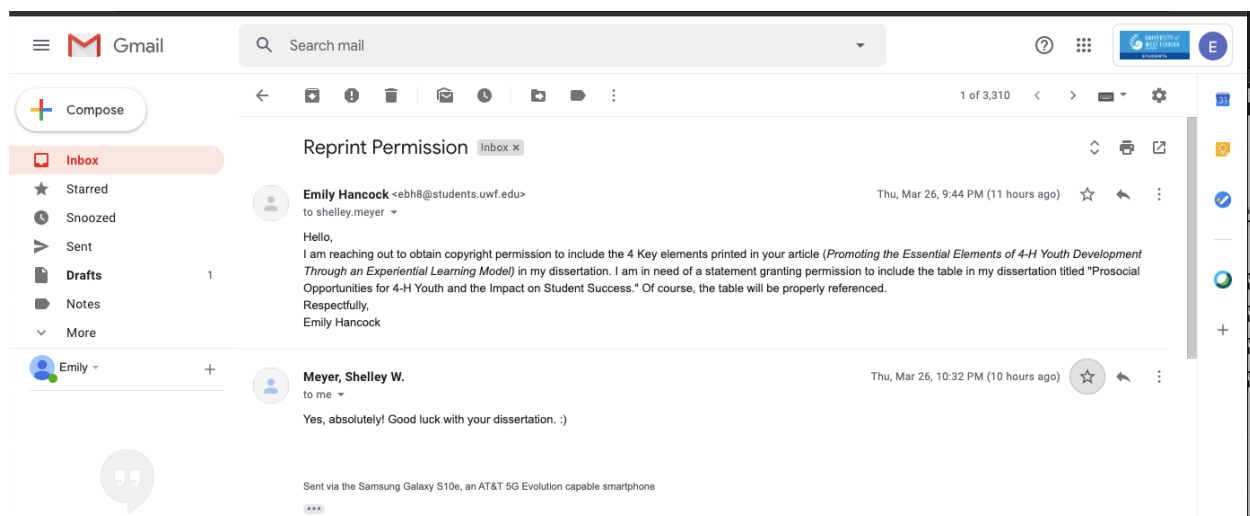 Gmail
Search mail
UNIVERSITY of
WEST FLORIDA
STUDENTS
E
Compose
1 of 3,310
31
Inbox
Starred
Snoozed
Sent
Drafts 1
Notes
More
Emily
Reprint Permission Inbox ×
Emily Hancock <ebh8@students.uwf.edu> Thu, Mar 26, 9:44 PM (11 hours ago)
to shelley.meyer
Hello,
I am reaching out to obtain copyright permission to include the 4 Key elements printed in your article (Promoting the Essential Elements of 4-H Youth Development
Through an Experiential Learning Model) in my dissertation. I am in need of a statement granting permission to include the table in my dissertation titled "Prosocial
Opportunities for 4-H Youth and the Impact on Student Success." Of course, the table will be properly referenced.
Respectfully,
Emily Hancock
Meyer, Shelley W. Thu, Mar 26, 10:32 PM (10 hours ago)
to me
Yes, absolutely! Good luck with your dissertation. :)
Sent via the Samsung Galaxy S10e, an AT&T 5G Evolution capable smartphone